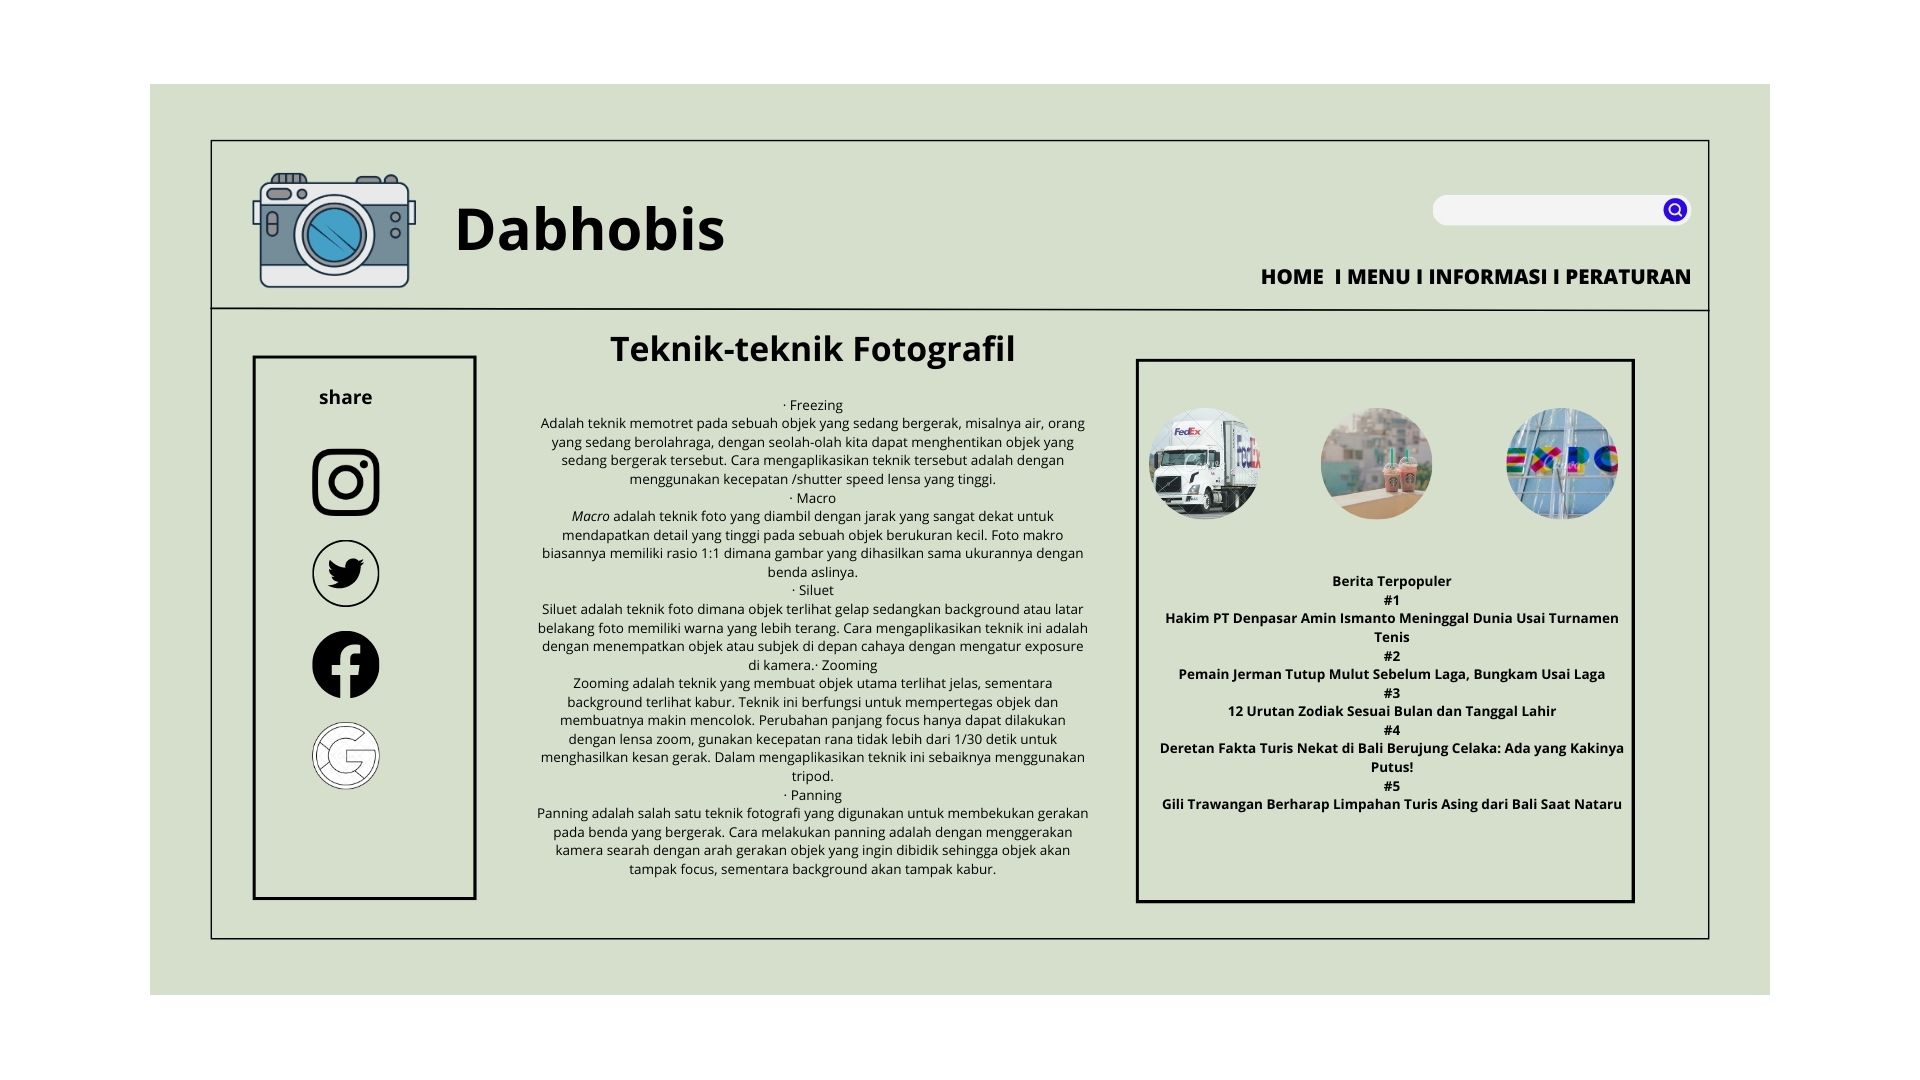 Dabhobis
HOME I MENU I INFORMASI I PERATURAN
share
Teknik-teknik Fotografil
· Freezing
Adalah teknik memotret pada sebuah objek yang sedang bergerak, misalnya air, orang
yang sedang berolahraga, dengan seolah-olah kita dapat menghentikan objek yang
sedang bergerak tersebut. Cara mengaplikasikan teknik tersebut adalah dengan
menggunakan kecepatan /shutter speed lensa yang tinggi.
· Macro
Macro adalah teknik foto yang diambil dengan jarak yang sangat dekat untuk
mendapatkan detail yang tinggi pada sebuah objek berukuran kecil. Foto makro
biasannya memiliki rasio 1:1 dimana gambar yang dihasilkan sama ukurannya dengan
benda aslinya.
· Siluet
Siluet adalah teknik foto dimana objek terlihat gelap sedangkan background atau latar
belakang foto memiliki warna yang lebih terang. Cara mengaplikasikan teknik ini adalah
dengan menempatkan objek atau subjek di depan cahaya dengan mengatur exposure
di kamera.· Zooming
Zooming adalah teknik yang membuat objek utama terlihat jelas, sementara
background terlihat kabur. Teknik ini berfungsi untuk mempertegas objek dan
membuatnya makin mencolok. Perubahan panjang focus hanya dapat dilakukan
dengan lensa zoom, gunakan kecepatan rana tidak lebih dari 1/30 detik untuk
menghasilkan kesan gerak. Dalam mengaplikasikan teknik ini sebaiknya menggunakan
tripod.
· Panning
Panning adalah salah satu teknik fotografi yang digunakan untuk membekukan gerakan
pada benda yang bergerak. Cara melakukan panning adalah dengan menggerakan
kamera searah dengan arah gerakan objek yang ingin dibidik sehingga objek akan
tampak focus, sementara background akan tampak kabur.
FedEx
FedEx
EXPO
Berita Terpopuler
#1
Hakim PT Denpasar Amin Ismanto Meninggal Dunia Usai Turnamen
Tenis
#2
Pemain Jerman Tutup Mulut Sebelum Laga, Bungkam Usai Laga
#3
12 Urutan Zodiak Sesuai Bulan dan Tanggal Lahir
#4
Deretan Fakta Turis Nekat di Bali Berujung Celaka: Ada yang Kakinya
Putus!
#5
Gili Trawangan Berharap Limpahan Turis Asing dari Bali Saat Nataru